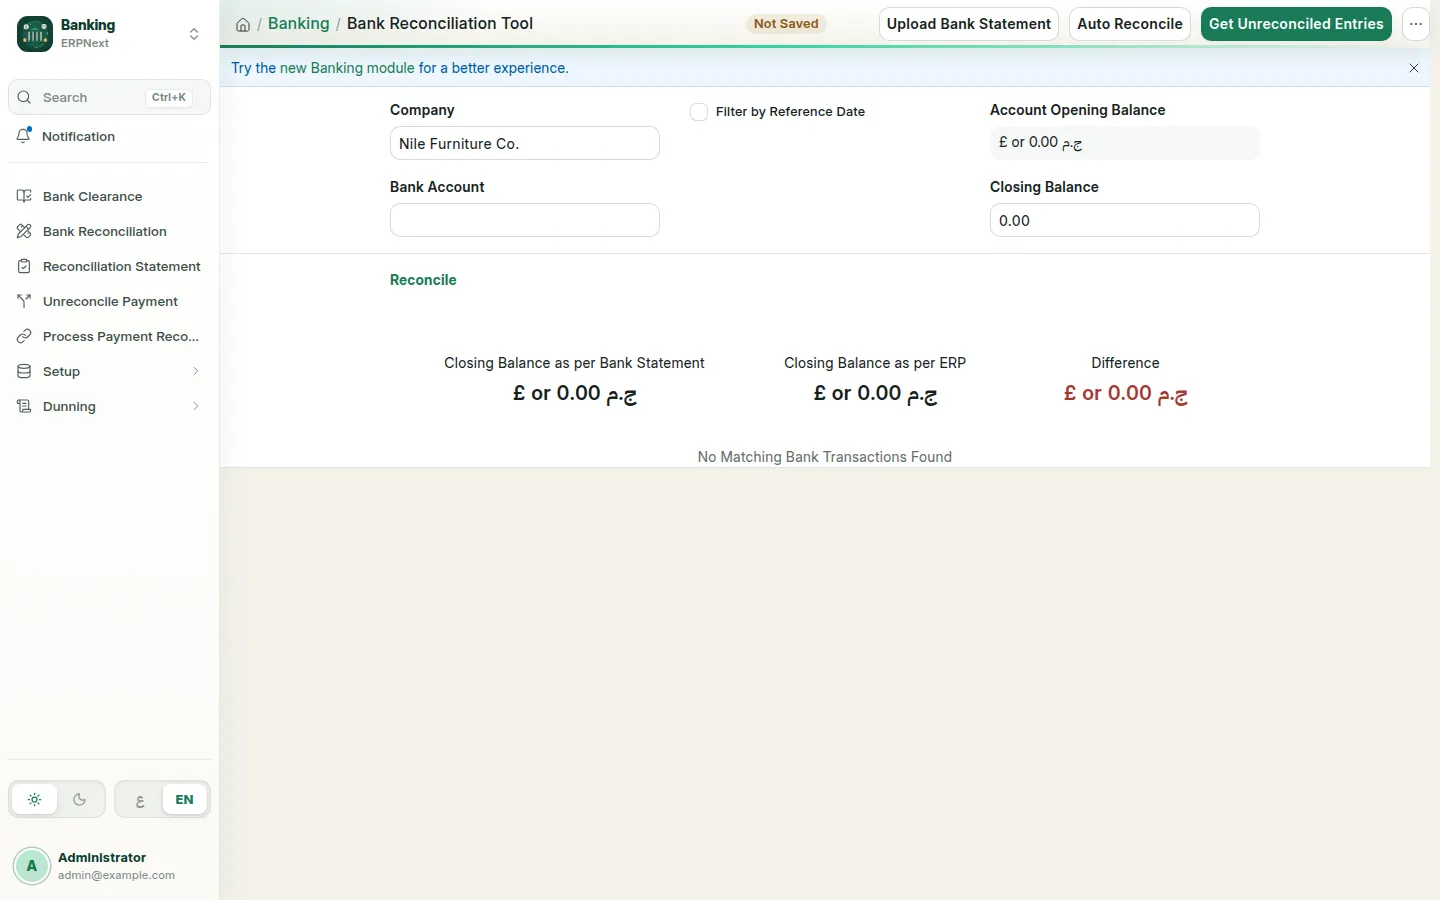 Banking
ERPNext
Search
Ctrl+K
Notification
Bank Clearance
Bank Reconciliation
Reconciliation Statement
Unreconcile Payment
Process Payment Reco...
Setup
Dunning
ع
EN
A
Administrator
admin@example.com
/ Banking / Bank Reconciliation Tool
Not Saved
Upload Bank Statement
Auto Reconcile
Get Unreconciled Entries
...
Try the new Banking module for a better experience.
Company
Nile Furniture Co.
Bank Account
Filter by Reference Date
Account Opening Balance
£ or 0.00 ج.م
Closing Balance
0.00
Reconcile
Closing Balance as per Bank Statement
£ or 0.00 ج.م
Closing Balance as per ERP
£ or 0.00 ج.م
Difference
£ or 0.00 ج.م
No Matching Bank Transactions Found